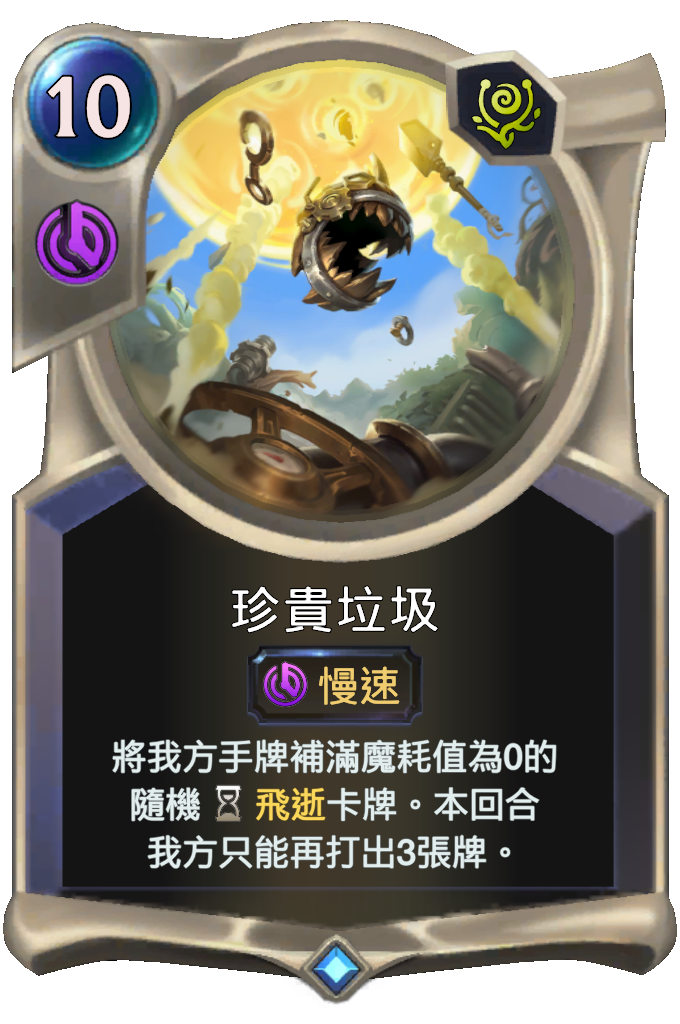 10
珍貴垃圾
慢速
將我方手牌補滿魔耗值為0的
隨機 飛逝卡牌。本回合
我方只能再打出3張牌。